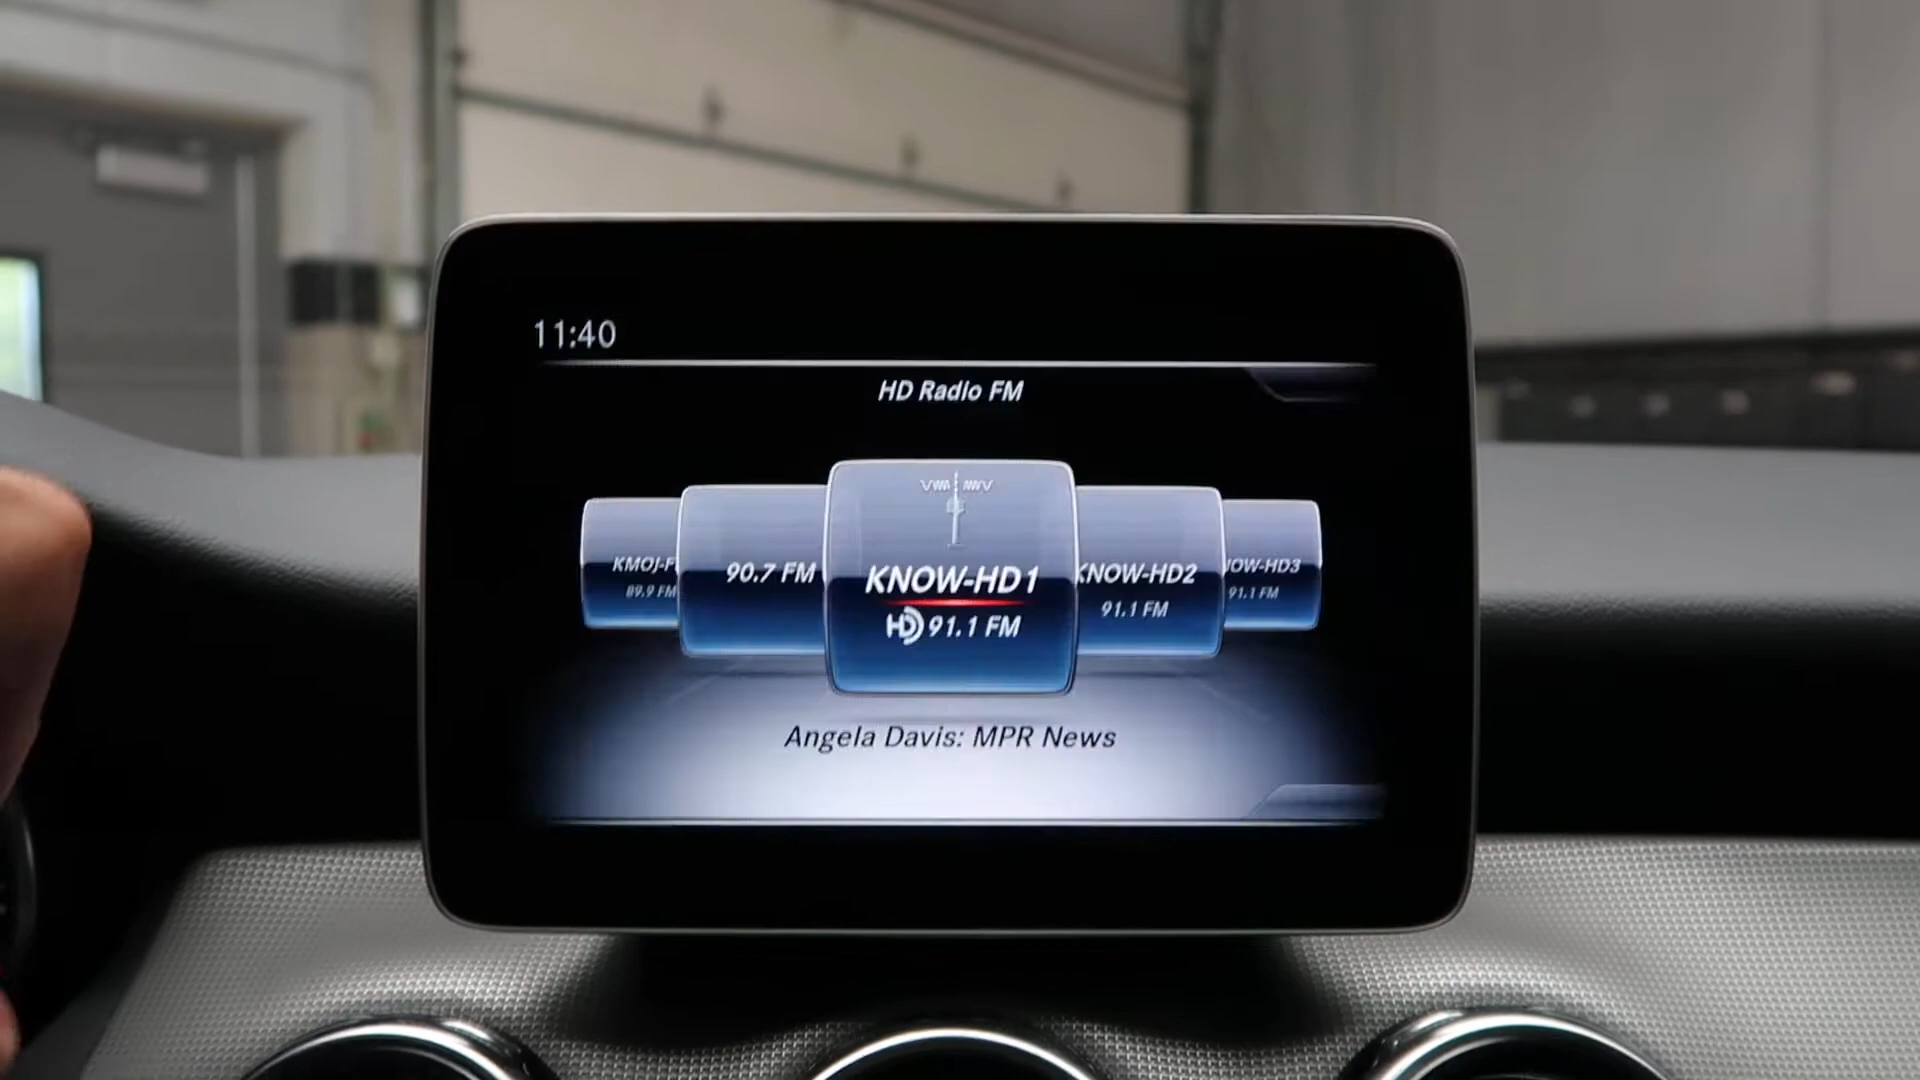 11:40
HD Radio FM
KMOJ-F
89.9 FM
90.7 FM
KNOW-HD1
HD 91.1 FM
KNOW-HD2
91.1 FM
OW-HD3
91.1 FM
Angela Davis: MPR News